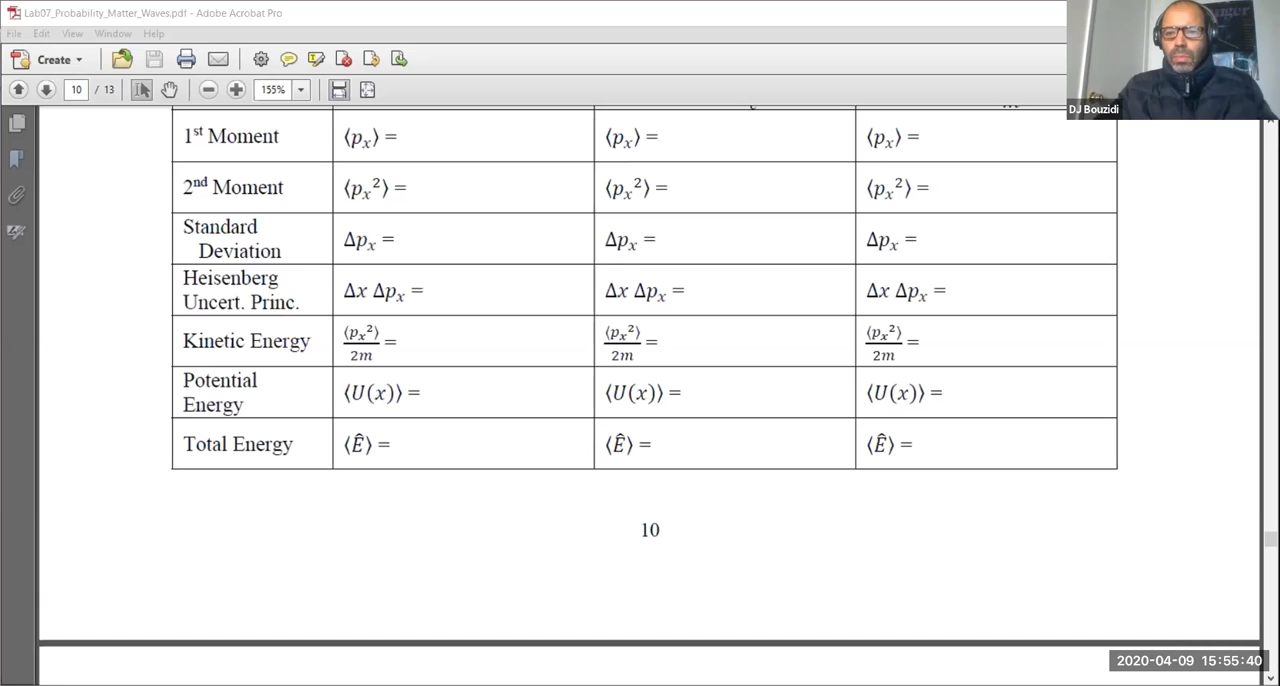 Lab07_Probability_Matter_Waves.pdf - Adobe Acrobat Pro
File Edit View Window Help
Create
10 / 13 155%
DJ Bouzidi
1st Moment ⟨pₓ⟩ = ⟨pₓ⟩ = ⟨pₓ⟩ =
2nd Moment ⟨pₓ²⟩ = ⟨pₓ²⟩ = ⟨pₓ²⟩ =
Standard
Deviation Δpₓ = Δpₓ = Δpₓ =
Heisenberg
Uncert. Princ. Δx Δpₓ = Δx Δpₓ = Δx Δpₓ =
Kinetic Energy ⟨pₓ²⟩/2m = ⟨pₓ²⟩/2m = ⟨pₓ²⟩/2m =
Potential
Energy ⟨U(x)⟩ = ⟨U(x)⟩ = ⟨U(x)⟩ =
Total Energy ⟨Ê⟩ = ⟨Ê⟩ = ⟨Ê⟩ =
10
2020-04-09 15:55:40